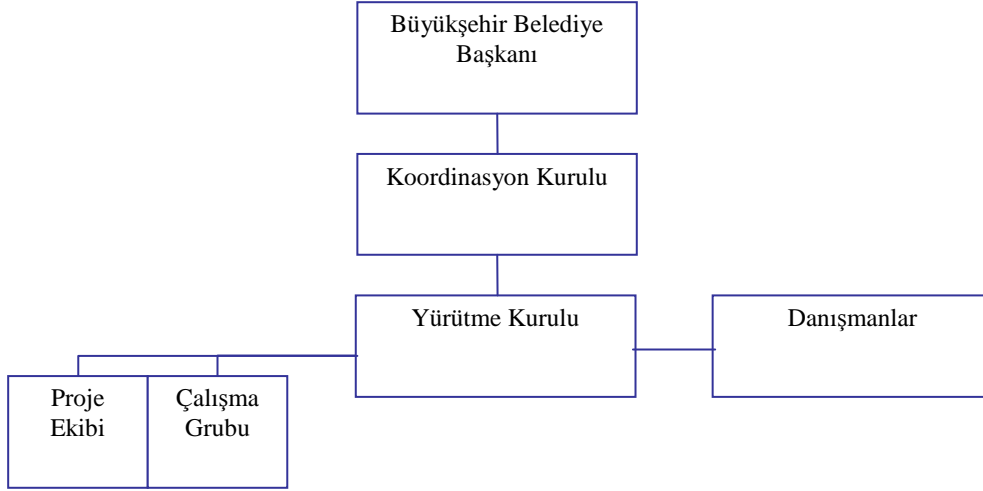 Büyükşehir Belediye
Başkanı
Koordinasyon Kurulu
Yürütme Kurulu
Danışmanlar
Proje
Ekibi
Çalışma
Grubu